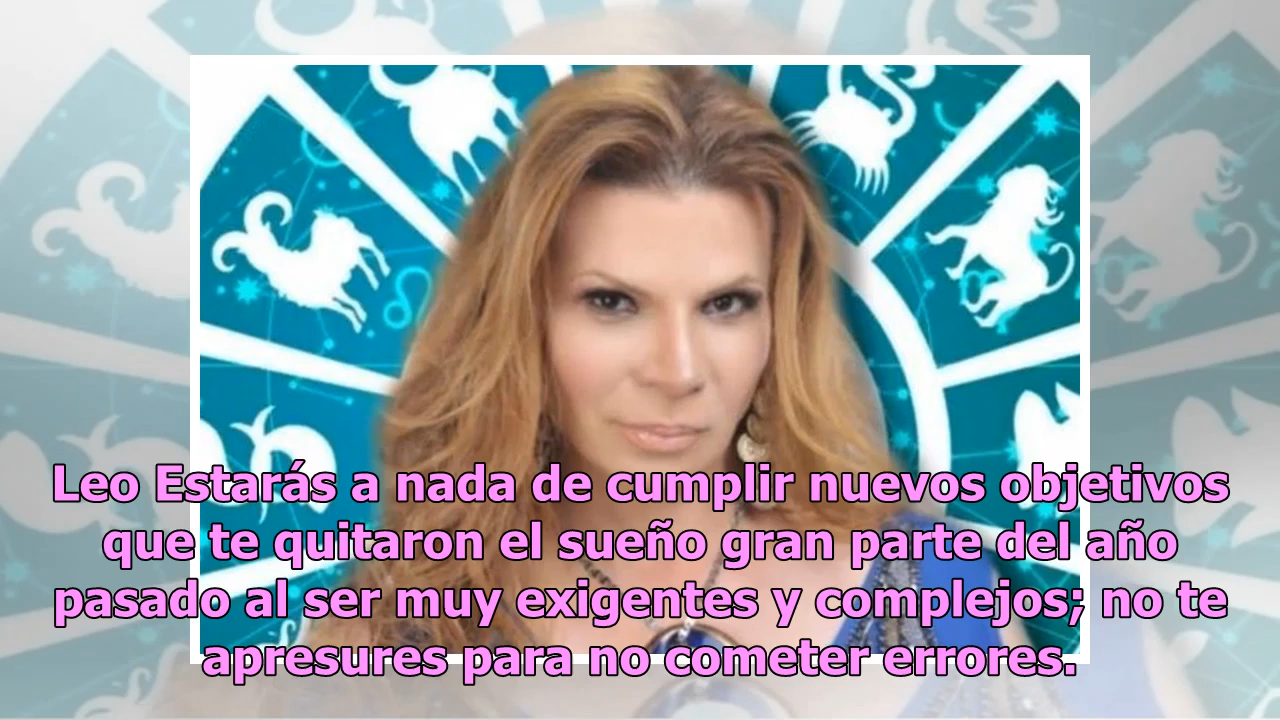 Leo Estarás a nada de cumplir nuevos objetivos
que te quitaron el sueño gran parte del año
pasado al ser muy exigentes y complejos; no te
apresures para no cometer errores.